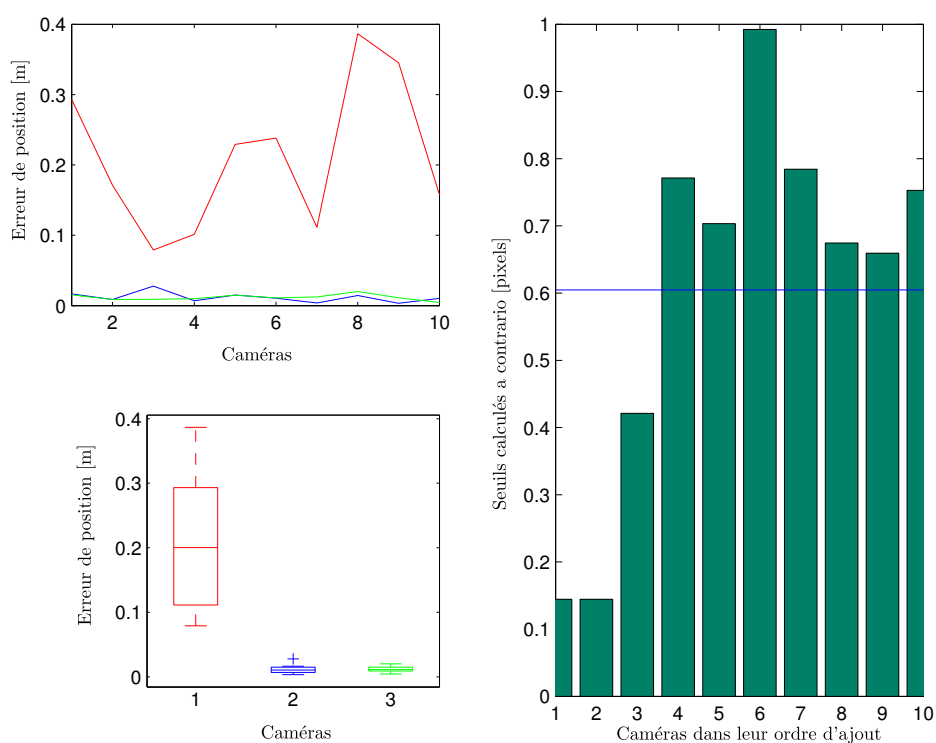 0.4
0.3
0.2
0.1
0
Erreur de position [m]
2 4 6 8 10
Caméras
0.4
0.3
0.2
0.1
0
Erreur de position [m]
1 2 3
Caméras
1
0.9
0.8
0.7
0.6
0.5
0.4
0.3
0.2
0.1
0
Seuils calculés a contrario [pixels]
1 2 3 4 5 6 7 8 9 10
Caméras dans leur ordre d'ajout